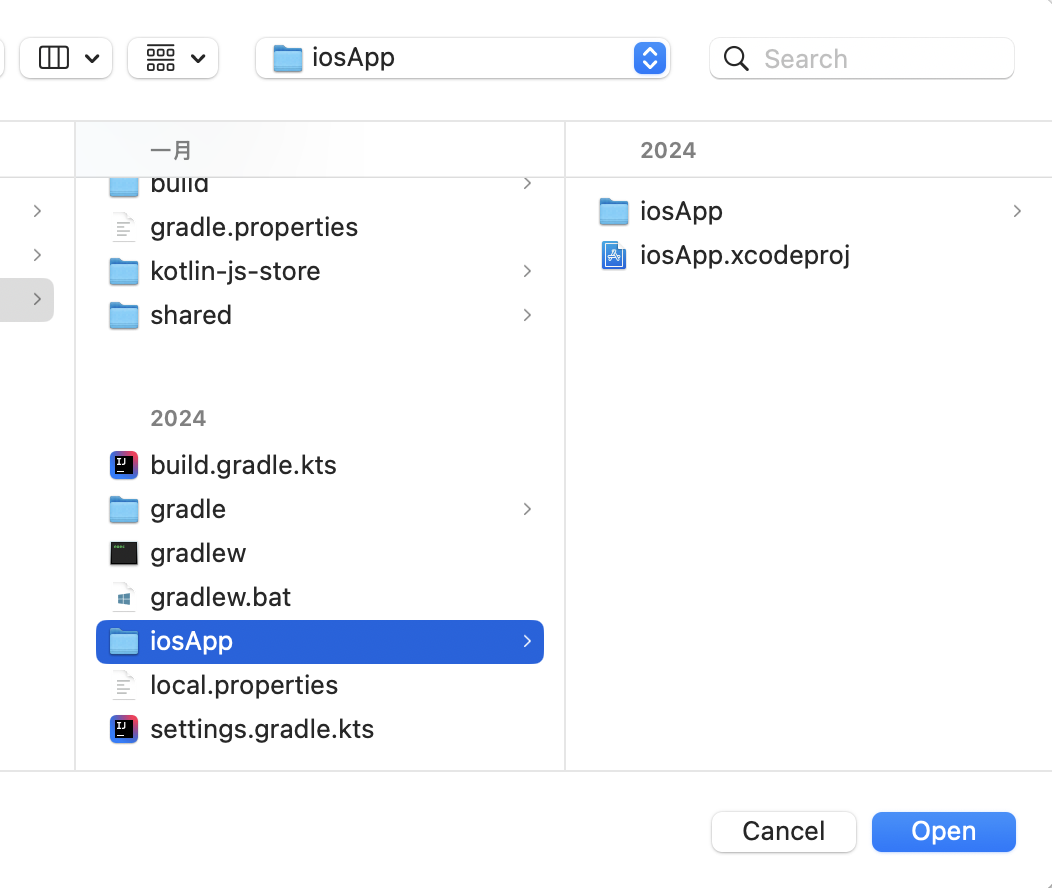 iosApp
Search
一月
build
gradle.properties
kotlin-js-store
shared
2024
build.gradle.kts
gradle
gradlew
gradlew.bat
iosApp
local.properties
settings.gradle.kts
2024
iosApp
iosApp.xcodeproj
Cancel
Open